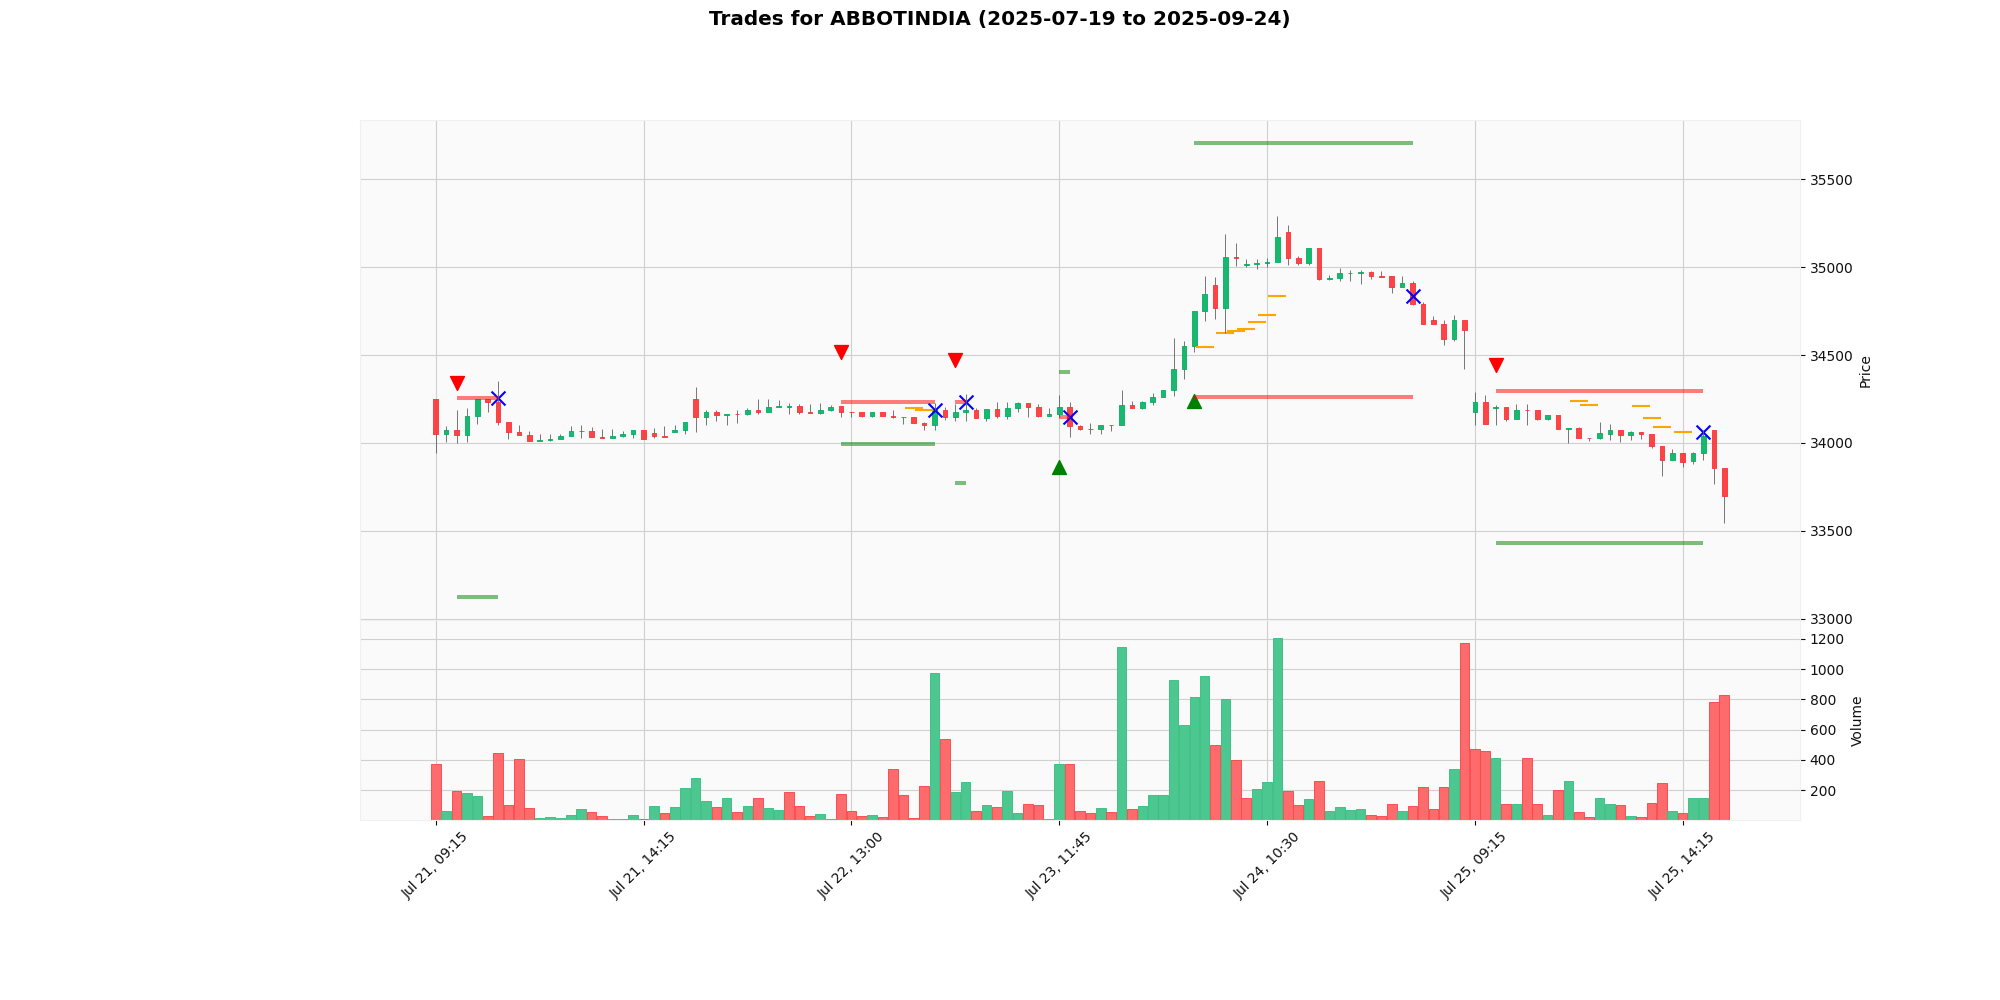 Trades for ABBOTINDIA (2025-07-19 to 2025-09-24)
35500
35000
34500
34000
33500
33000
Price
1200
1000
800
600
400
200
Volume
Jul 21, 09:15
Jul 21, 14:15
Jul 22, 13:00
Jul 23, 11:45
Jul 24, 10:30
Jul 25, 09:15
Jul 25, 14:15